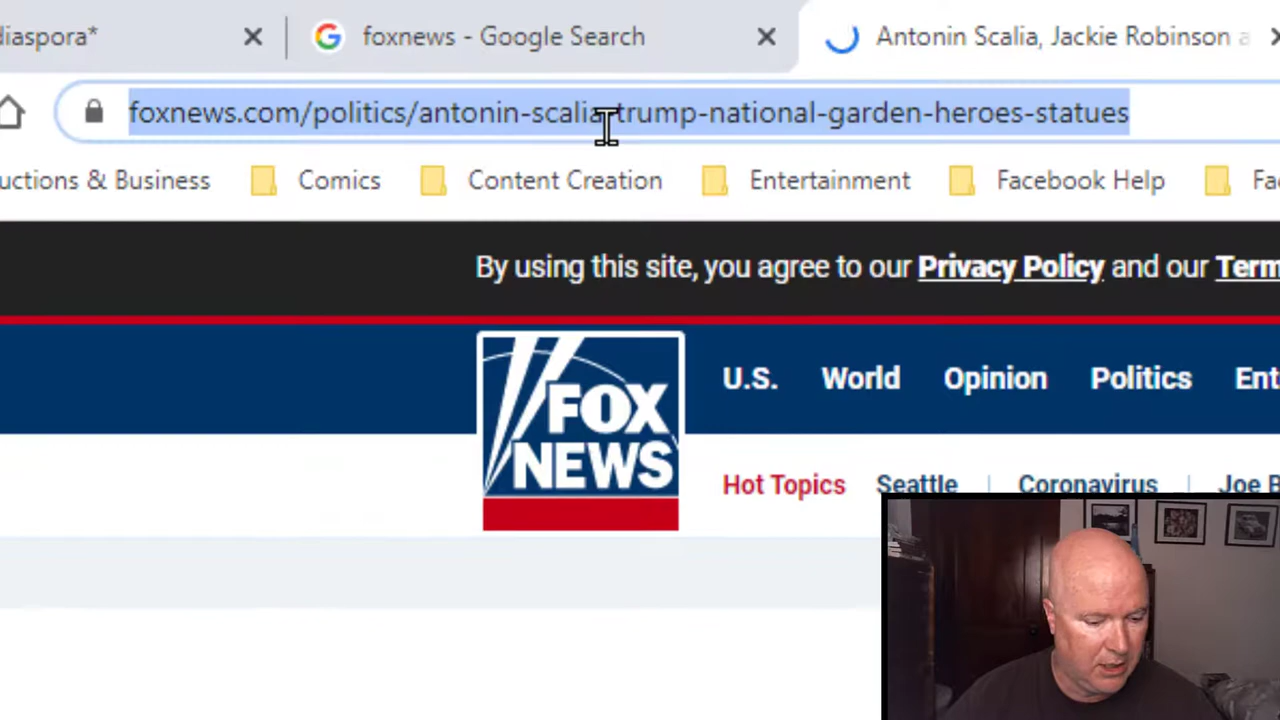 diaspora*
foxnews - Google Search
Antonin Scalia, Jackie Robinson a
foxnews.com/politics/antonin-scalia-trump-national-garden-heroes-statues
uctions & Business
Comics
Content Creation
Entertainment
Facebook Help
Fa
By using this site, you agree to our Privacy Policy and our Term
FOX
NEWS
U.S.
World
Opinion
Politics
Ent
Hot Topics
Seattle
Coronavirus
Joe B